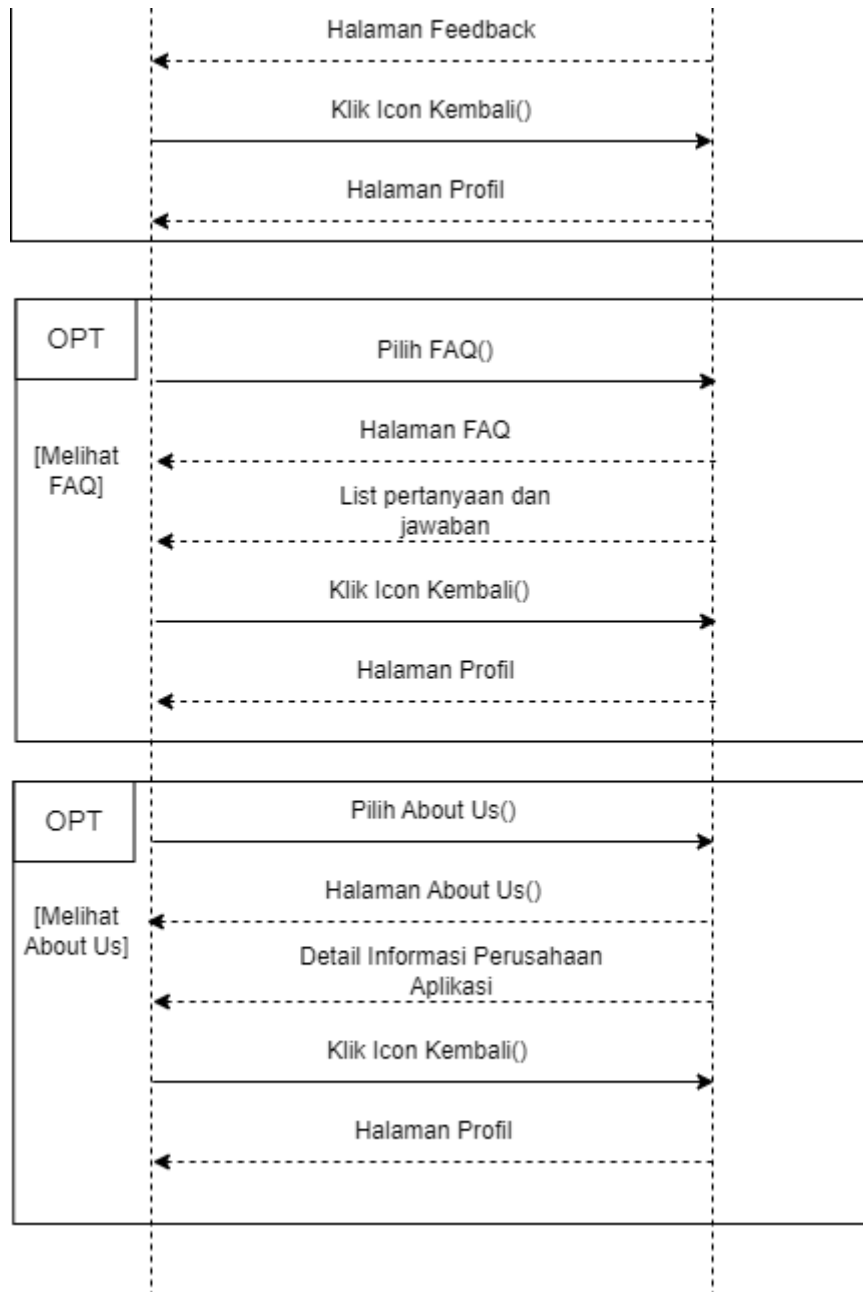 Halaman Feedback
Klik Icon Kembali()
Halaman Profil
OPT
Pilih FAQ()
[Melihat
FAQ]
Halaman FAQ
List pertanyaan dan
jawaban
Klik Icon Kembali()
Halaman Profil
OPT
Pilih About Us()
[Melihat
About Us]
Halaman About Us()
Detail Informasi Perusahaan
Aplikasi
Klik Icon Kembali()
Halaman Profil